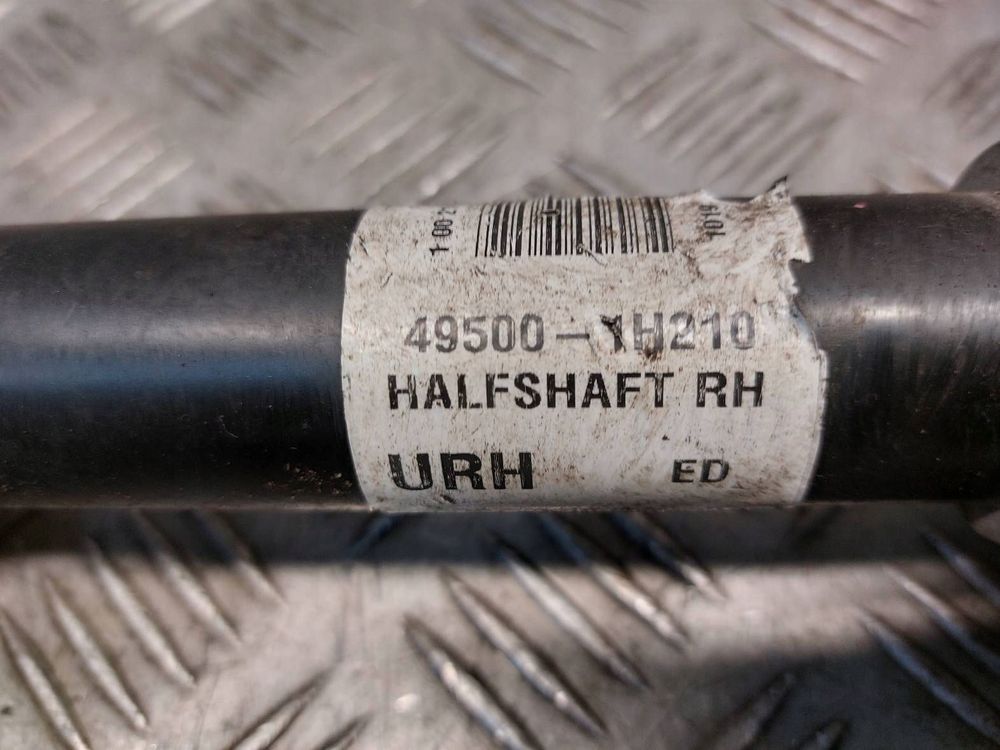 49500-1H210
HALFSHAFT RH
URH ED